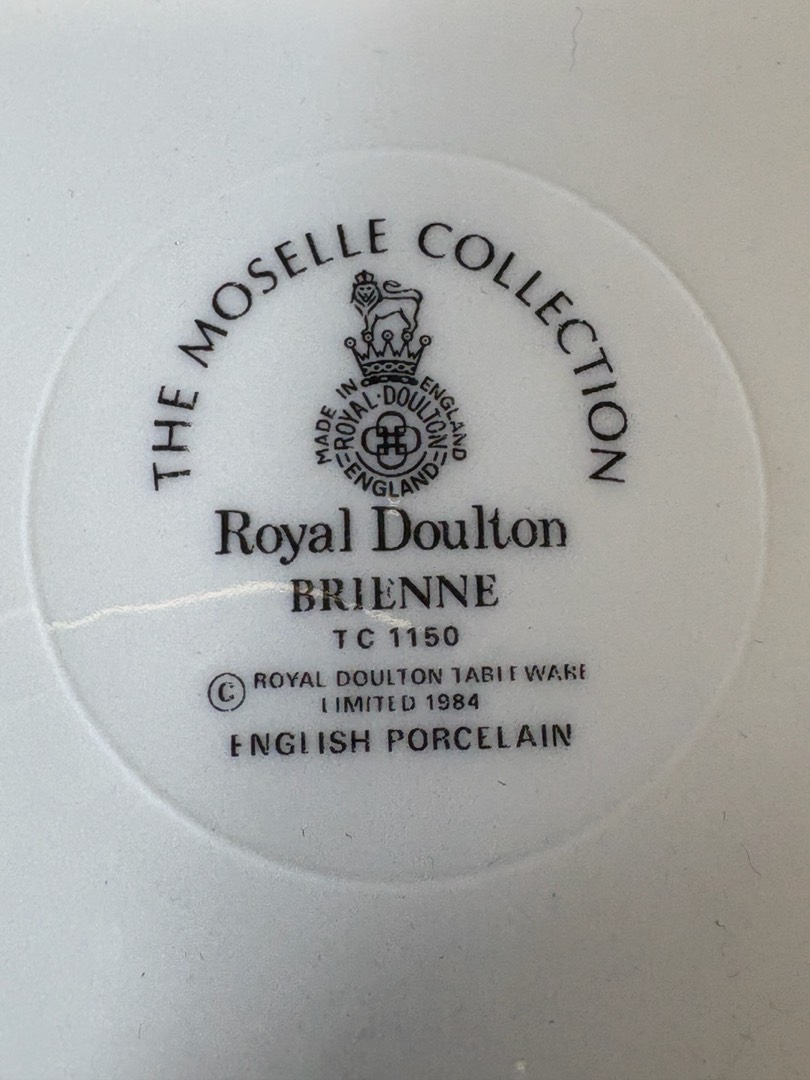 THE MOSELLE COLLECTION
MADE IN ENGLAND
ROYAL·DOULTON
ENGLAND
Royal Doulton
BRIENNE
TC 1150
© ROYAL DOULTON TABLEWARE
LIMITED 1984
ENGLISH PORCELAIN